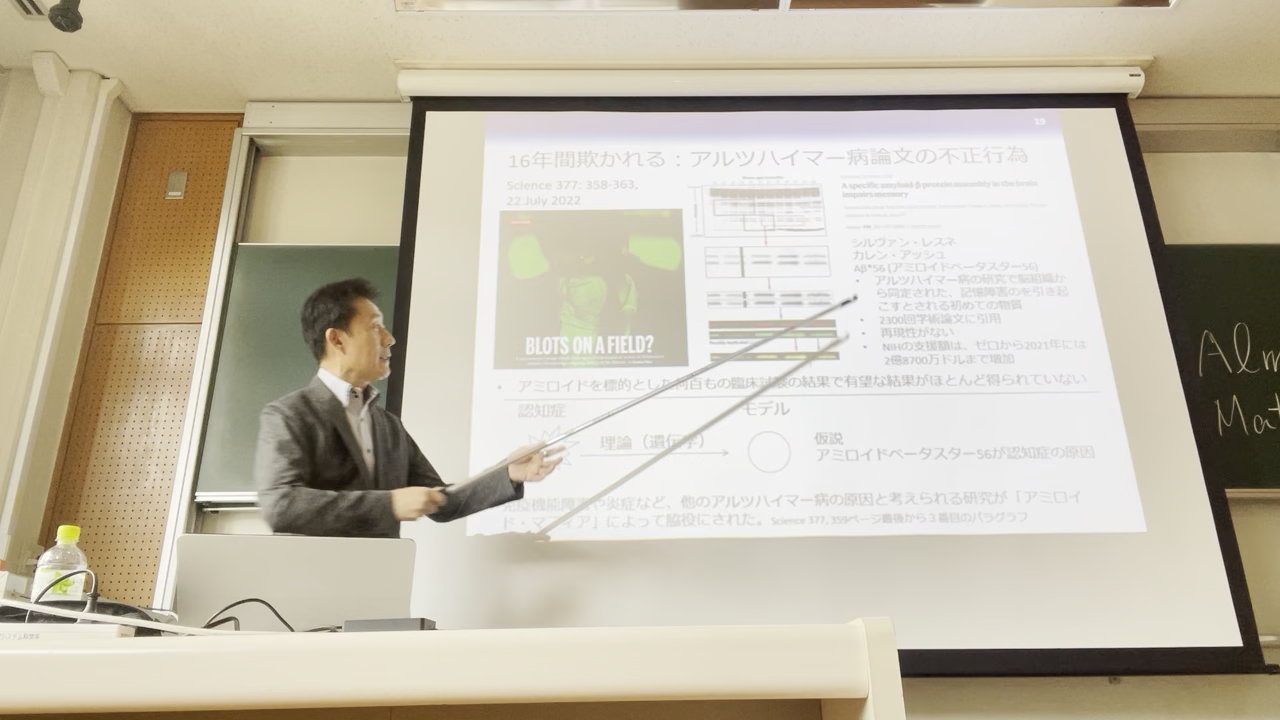 19
16年間欺かれる：アルツハイマー病論文の不正行為
Science 377: 358-363,
22 July 2022
BLOTS ON A FIELD?
A specific amyloid-β protein assembly in the brain
impairs memory
シルヴァン・レスネ
カレン・アッシュ
Aβ*56 (アミロイドベータスター56)
• アルツハイマー病の研究で脳組織か
ら同定された、記憶障害のを引き起
こすとされる初めての物質
• 2300回学術論文に引用
• 再現性がない
• NIHの支援額は、ゼロから2021年には
2億8700万ドルまで増加
• アミロイドを標的とした何百もの臨床試験の結果で有望な結果がほとんど得られていない
認知症
モデル
理論（遺伝学）
仮説
アミロイドベータスター56が認知症の原因
免疫機能障害や炎症など、他のアルツハイマー病の原因と考えられる研究が「アミロイ
ド・マフィア」によって脇役にされた。Science 377, 359ページ最後から３番目のパラグラフ
Alm
Mat